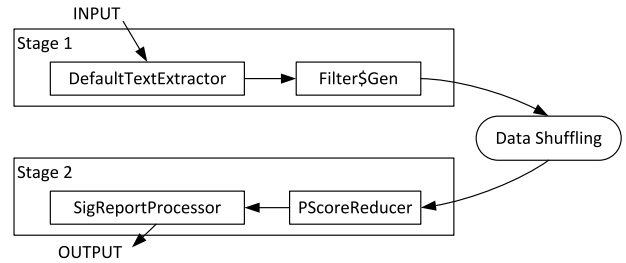 INPUT
Stage 1
DefaultTextExtractor
Filter$Gen
Data Shuffling
Stage 2
SigReportProcessor
PScoreReducer
OUTPUT